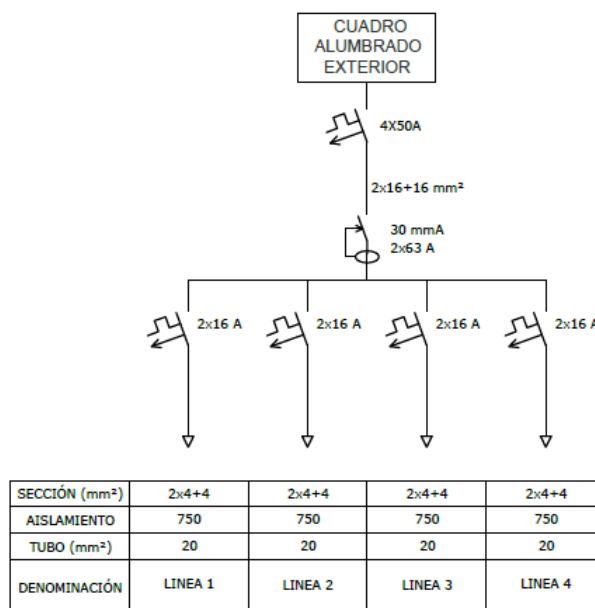 CUADRO
ALUMBRADO
EXTERIOR
4X50A
2x16+16 mm²
30 mmA
2x63 A
2x16 A 2x16 A 2x16 A 2x16 A
SECCIÓN (mm²) 2x4+4 2x4+4 2x4+4 2x4+4
AISLAMIENTO 750 750 750 750
TUBO (mm²) 20 20 20 20
DENOMINACIÓN LINEA 1 LINEA 2 LINEA 3 LINEA 4